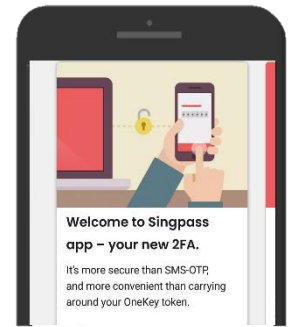 Welcome to Singpass
app – your new 2FA.
It's more secure than SMS-OTP,
and more convenient than carrying
around your OneKey token.